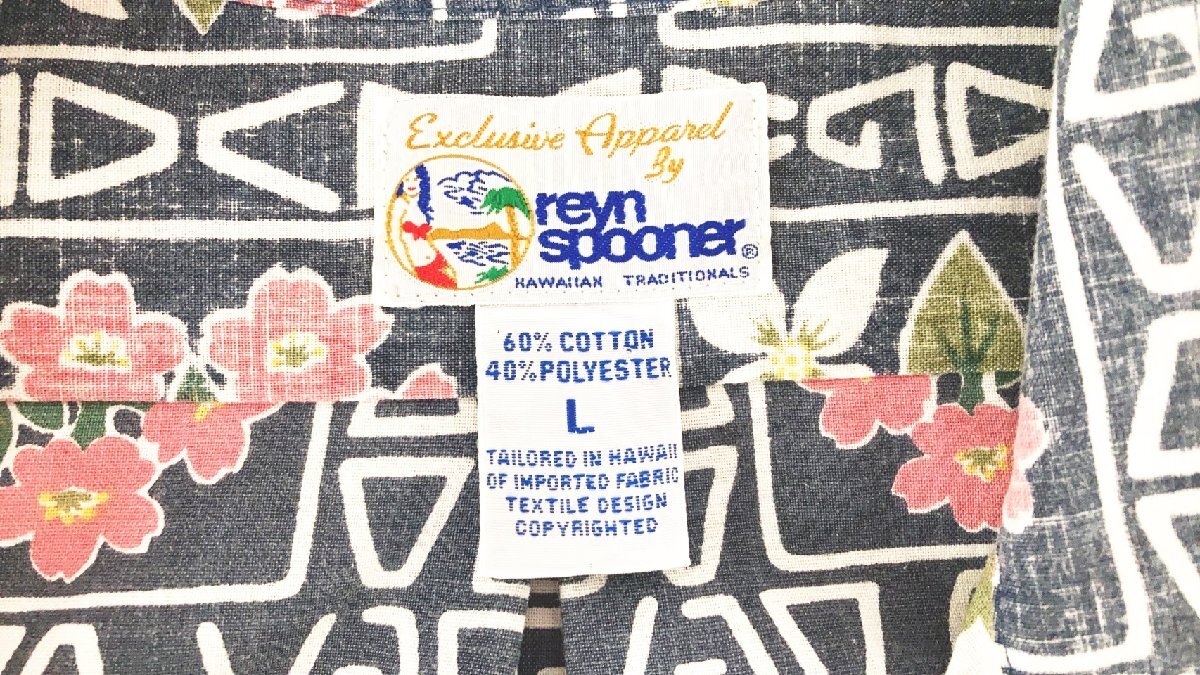 Exclusive Apparel
By
reyn
spooner®
HAWAIIAN TRADITIONALS
60% COTTON
40% POLYESTER
L
TAILORED IN HAWAII
OF IMPORTED FABRIC
TEXTILE DESIGN
COPYRIGHTED